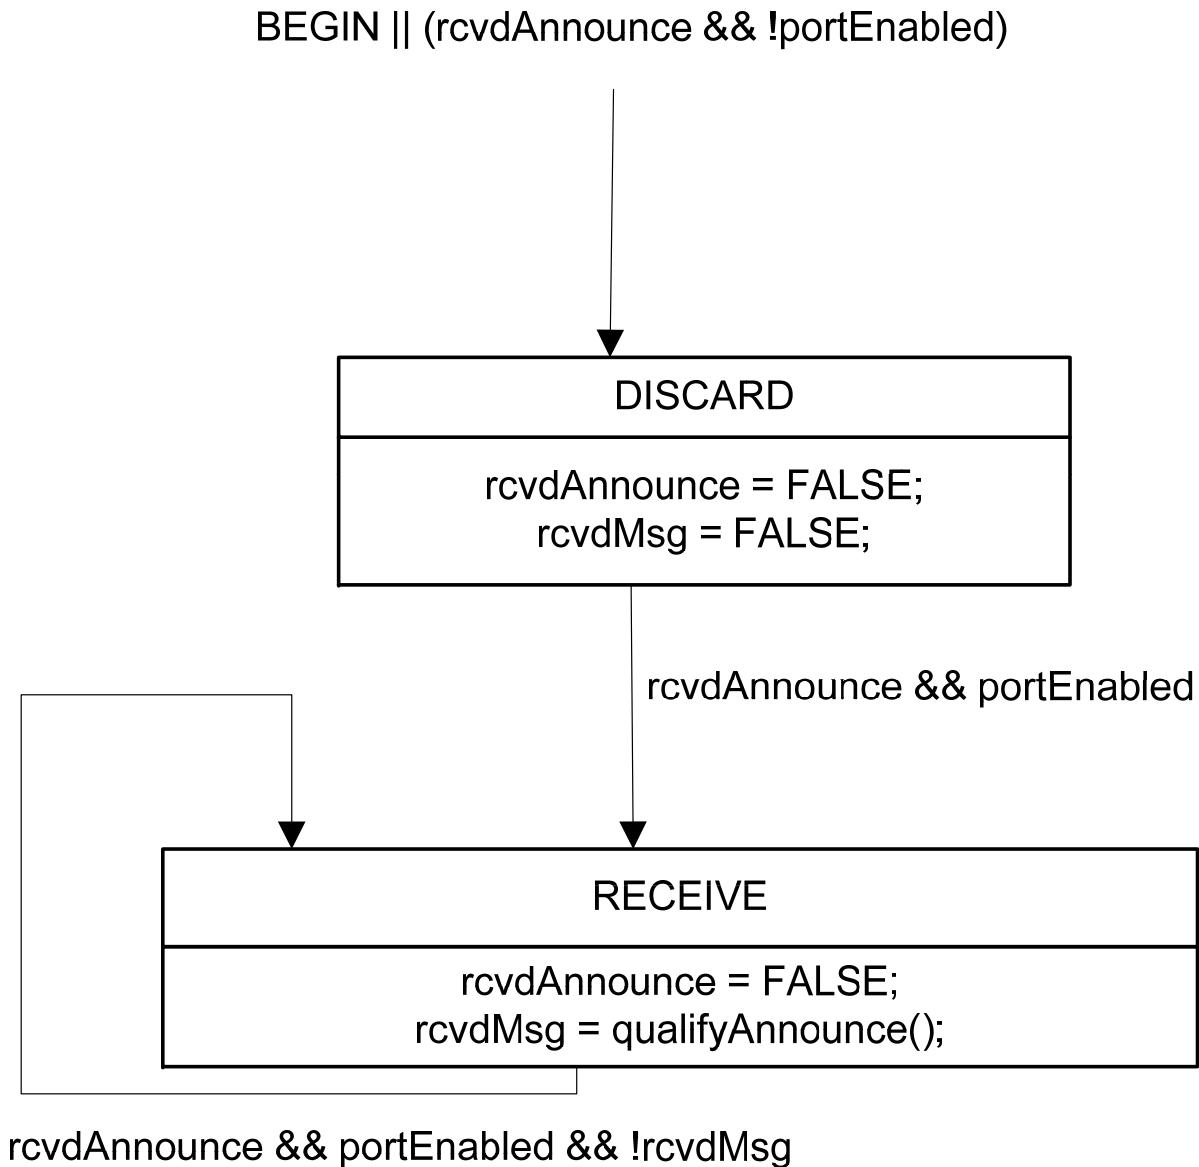 BEGIN || (rcvdAnnounce && !portEnabled)
DISCARD
rcvdAnnounce = FALSE;
rcvdMsg = FALSE;
rcvdAnnounce && portEnabled
RECEIVE
rcvdAnnounce = FALSE;
rcvdMsg = qualifyAnnounce();
rcvdAnnounce && portEnabled && !rcvdMsg